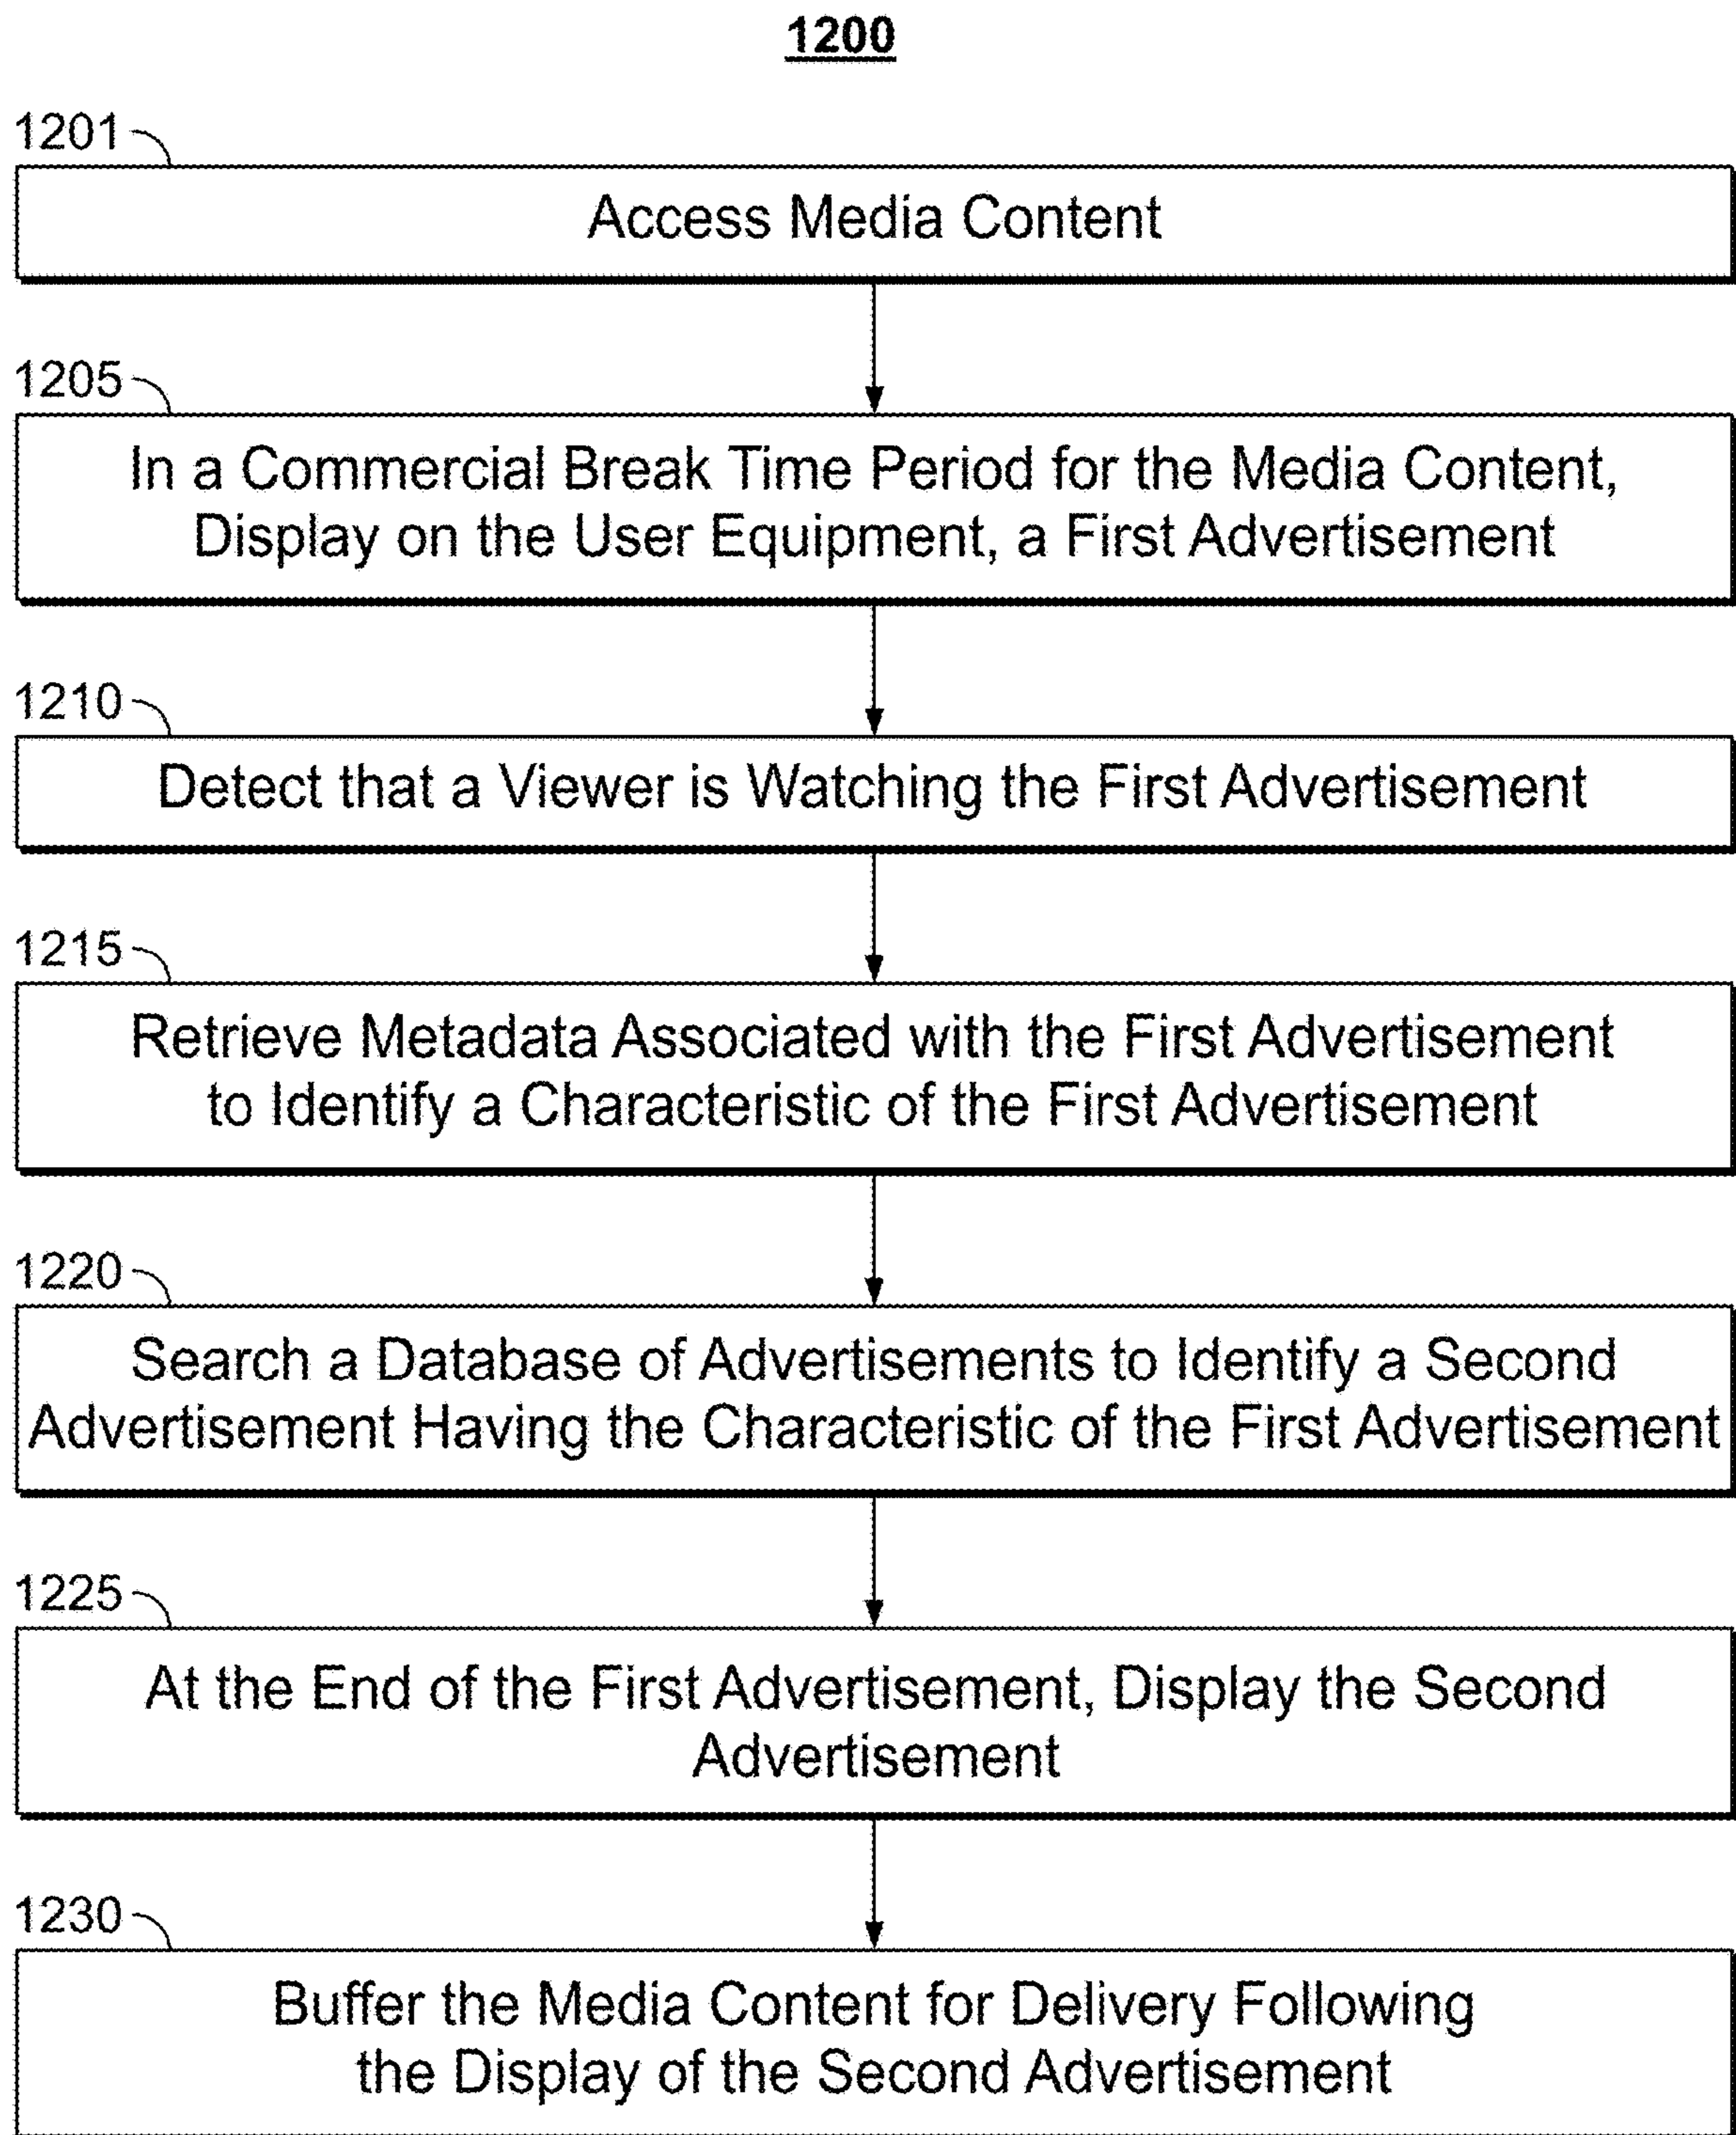 1200
1201
Access Media Content
1205
In a Commercial Break Time Period for the Media Content,
Display on the User Equipment, a First Advertisement
1210
Detect that a Viewer is Watching the First Advertisement
1215
Retrieve Metadata Associated with the First Advertisement
to Identify a Characteristic of the First Advertisement
1220
Search a Database of Advertisements to Identify a Second
Advertisement Having the Characteristic of the First Advertisement
1225
At the End of the First Advertisement, Display the Second
Advertisement
1230
Buffer the Media Content for Delivery Following
the Display of the Second Advertisement